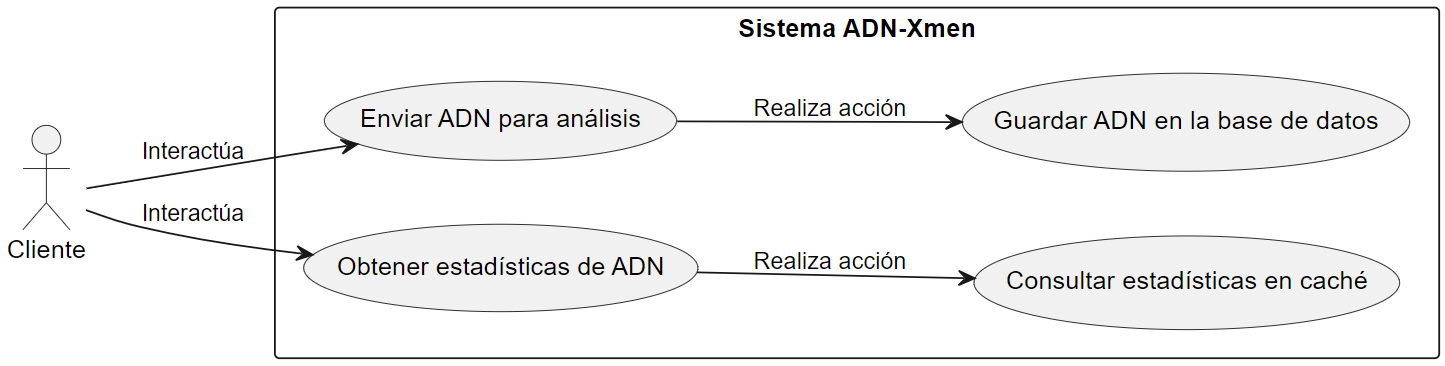 Sistema ADN-Xmen
Enviar ADN para análisis
Realiza acción
Guardar ADN en la base de datos
Interactúa
Interactúa
Cliente
Obtener estadísticas de ADN
Realiza acción
Consultar estadísticas en caché